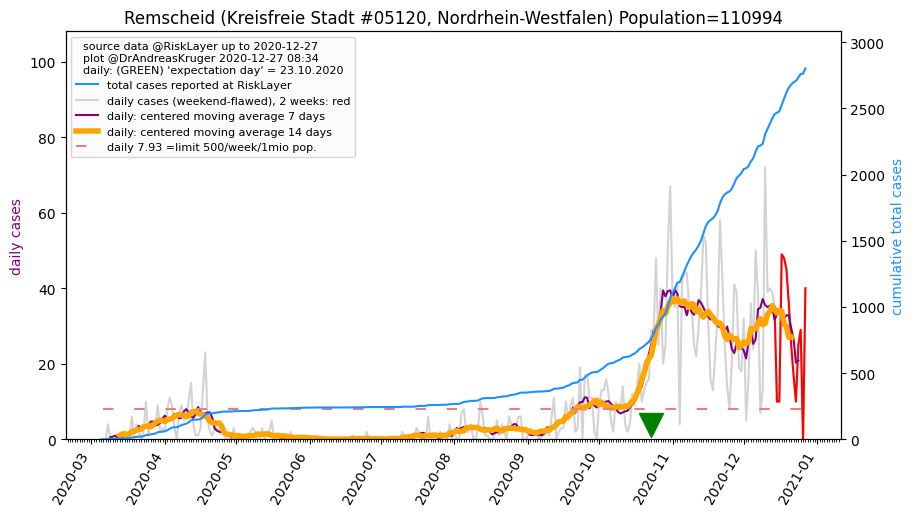 Remscheid (Kreisfreie Stadt #05120, Nordrhein-Westfalen) Population=110994
source data @RiskLayer up to 2020-12-27
plot @DrAndreasKruger 2020-12-27 08:34
daily: (GREEN) 'expectation day' = 23.10.2020
total cases reported at RiskLayer
daily cases (weekend-flawed), 2 weeks: red
daily: centered moving average 7 days
daily: centered moving average 14 days
daily 7.93 =limit 500/week/1mio pop.
daily cases
100
80
60
40
20
0
cumulative total cases
3000
2500
2000
1500
1000
500
0
2020-03
2020-04
2020-05
2020-06
2020-07
2020-08
2020-09
2020-10
2020-11
2020-12
2021-01